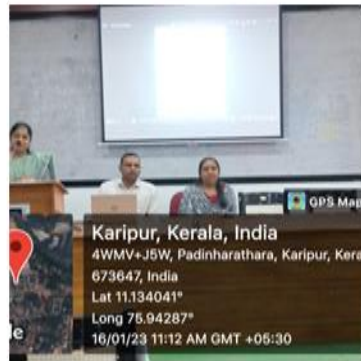 GPS Map
Karipur, Kerala, India
4WMV+J5W, Padinharathara, Karipur, Kera
673647, India
Lat 11.134041°
Long 75.94287°
16/01/23 11:12 AM GMT +05:30
le